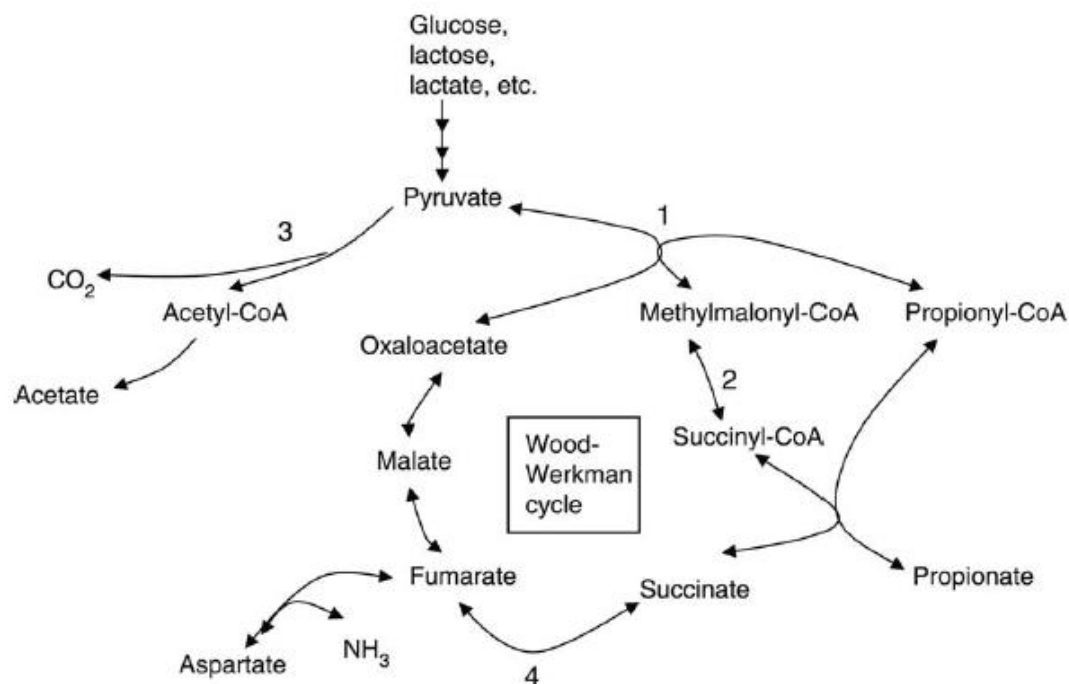 Glucose,
lactose,
lactate, etc.
Pyruvate
1
3
CO₂
Acetyl-CoA
Methylmalonyl-CoA
Propionyl-CoA
Oxaloacetate
Acetate
2
Succinyl-CoA
Malate
Wood-
Werkman
cycle
Fumarate
Succinate
Propionate
Aspartate
NH₃
4